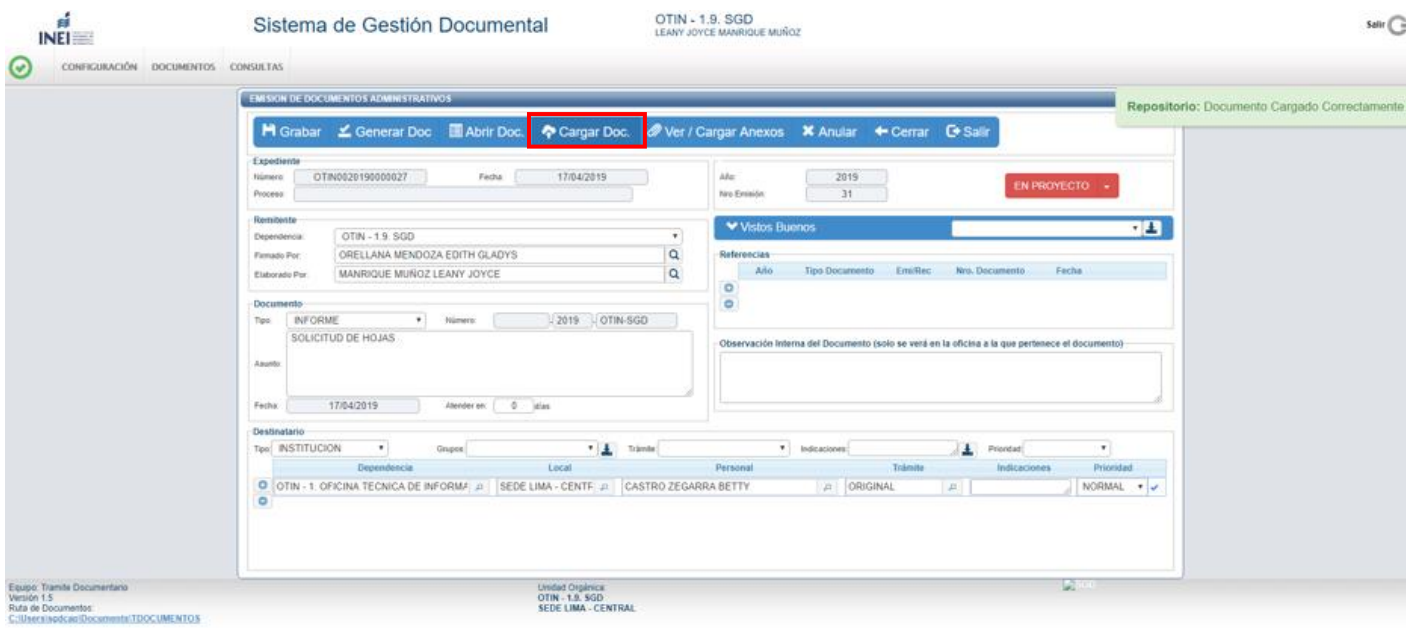 INEI
Sistema de Gestión Documental
OTIN - 1.9. SGD
LEANY JOYCE MANRIQUE MUÑOZ
Salir
CONFIGURACIÓN DOCUMENTOS CONSULTAS
EMISION DE DOCUMENTOS ADMINISTRATIVOS
Repositorio: Documento Cargado Correctamente
Grabar Generar Doc Abrir Doc. Cargar Doc. Ver / Cargar Anexos Anular Cerrar Salir
Expediente
Número: OTIN0020190000027 Fecha: 17/04/2019
Proceso:
Año: 2019
Nro Emisión: 31
EN PROYECTO
Remitente
Dependencia: OTIN - 1.9. SGD
Firmado Por: ORELLANA MENDOZA EDITH GLADYS
Elaborado Por: MANRIQUE MUÑOZ LEANY JOYCE
Vistos Buenos
Referencias
Año Tipo Documento Emi/Rec Nro. Documento Fecha
Documento
Tipo: INFORME Número: - 2019 - OTIN-SGD
Asunto: SOLICITUD DE HOJAS
Fecha: 17/04/2019 Atender en: 0 días
Observación Interna del Documento (solo se verá en la oficina a la que pertenece el documento)
Destinatario
Tipo: INSTITUCION Grupos: Trámite: Indicaciones: Prioridad:
Dependencia Local Personal Trámite Indicaciones Prioridad
OTIN - 1. OFICINA TECNICA DE INFORMA SEDE LIMA - CENTR CASTRO ZEGARRA BETTY ORIGINAL NORMAL
Equipo: Tramite Documentario
Versión 1.5
Ruta de Documentos:
C:\Users\spdcap\Documents\TDOCUMENTOS
Unidad Orgánica:
OTIN - 1.9. SGD
SEDE LIMA - CENTRAL
SGD